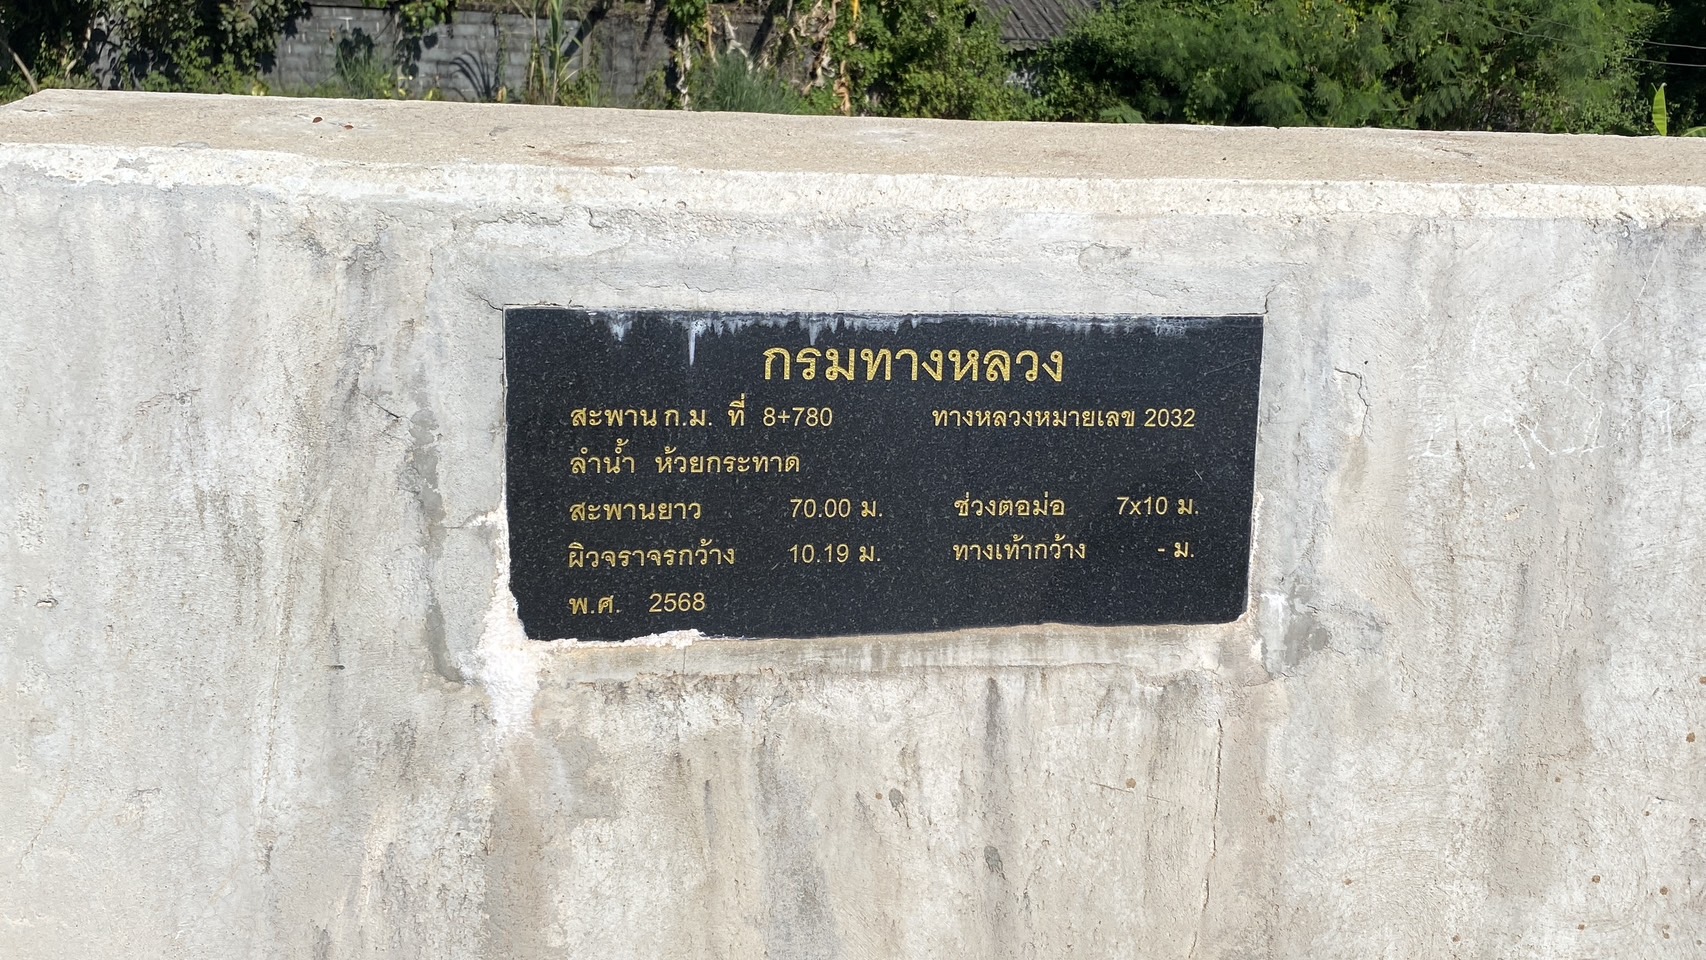 กรมทางหลวง
สะพาน ก.ม. ที่ 8+780 ทางหลวงหมายเลข 2032
ลำน้ำ ห้วยกระทาด
สะพานยาว 70.00 ม. ช่วงตอม่อ 7x10 ม.
ผิวจราจรกว้าง 10.19 ม. ทางเท้ากว้าง - ม.
พ.ศ. 2568